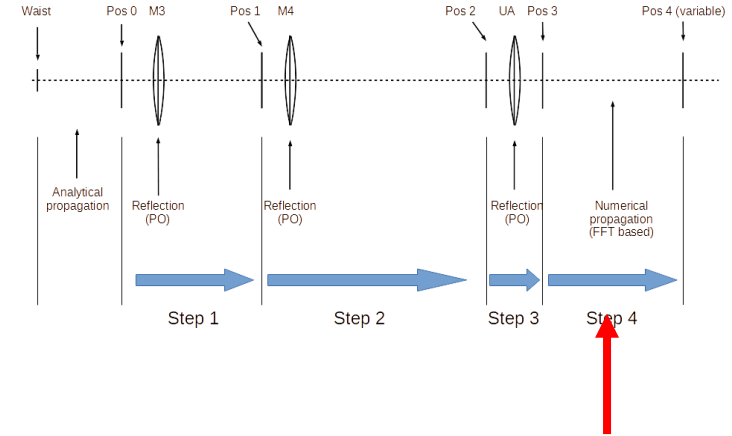 Waist
Pos 0
M3
Pos 1
M4
Pos 2
UA
Pos 3
Pos 4 (variable)
Analytical
propagation
Reflection
(PO)
Reflection
(PO)
Reflection
(PO)
Numerical
propagation
(FFT based)
Step 1
Step 2
Step 3
Step 4